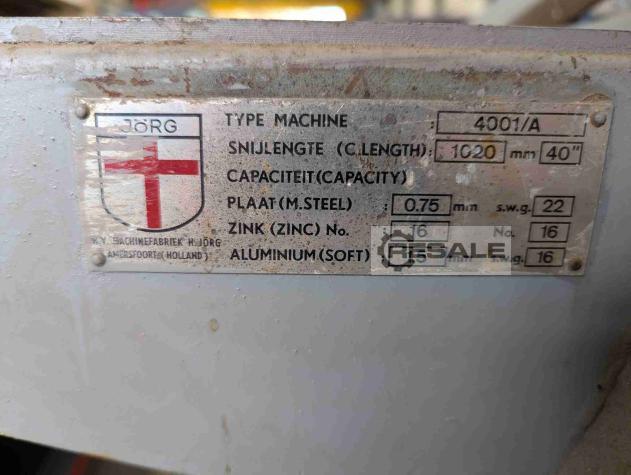 JÖRG
TYPE MACHINE : 4001/A
SNIJLENGTE (C.LENGTH): 1020 mm 40"
CAPACITEIT(CAPACITY)
PLAAT(M.STEEL) : 0.75 mm s.w.g. 22
ZINK (ZINC) No. : 16 No. 16
ALUMINIUM(SOFT) mm s.w.g. 16
MACHINEFABRIEK H. JÖRG
AMERSFOORT (HOLLAND)
RESALE